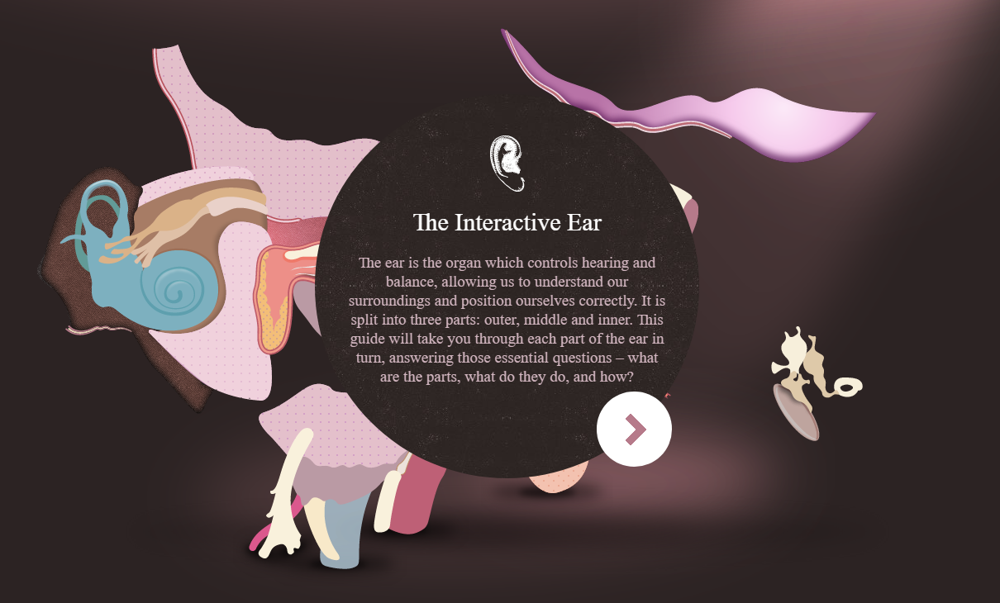 The Interactive Ear
The ear is the organ which controls hearing and
balance, allowing us to understand our
surroundings and position ourselves correctly. It is
split into three parts: outer, middle and inner. This
guide will take you through each part of the ear in
turn, answering those essential questions – what
are the parts, what do they do, and how?